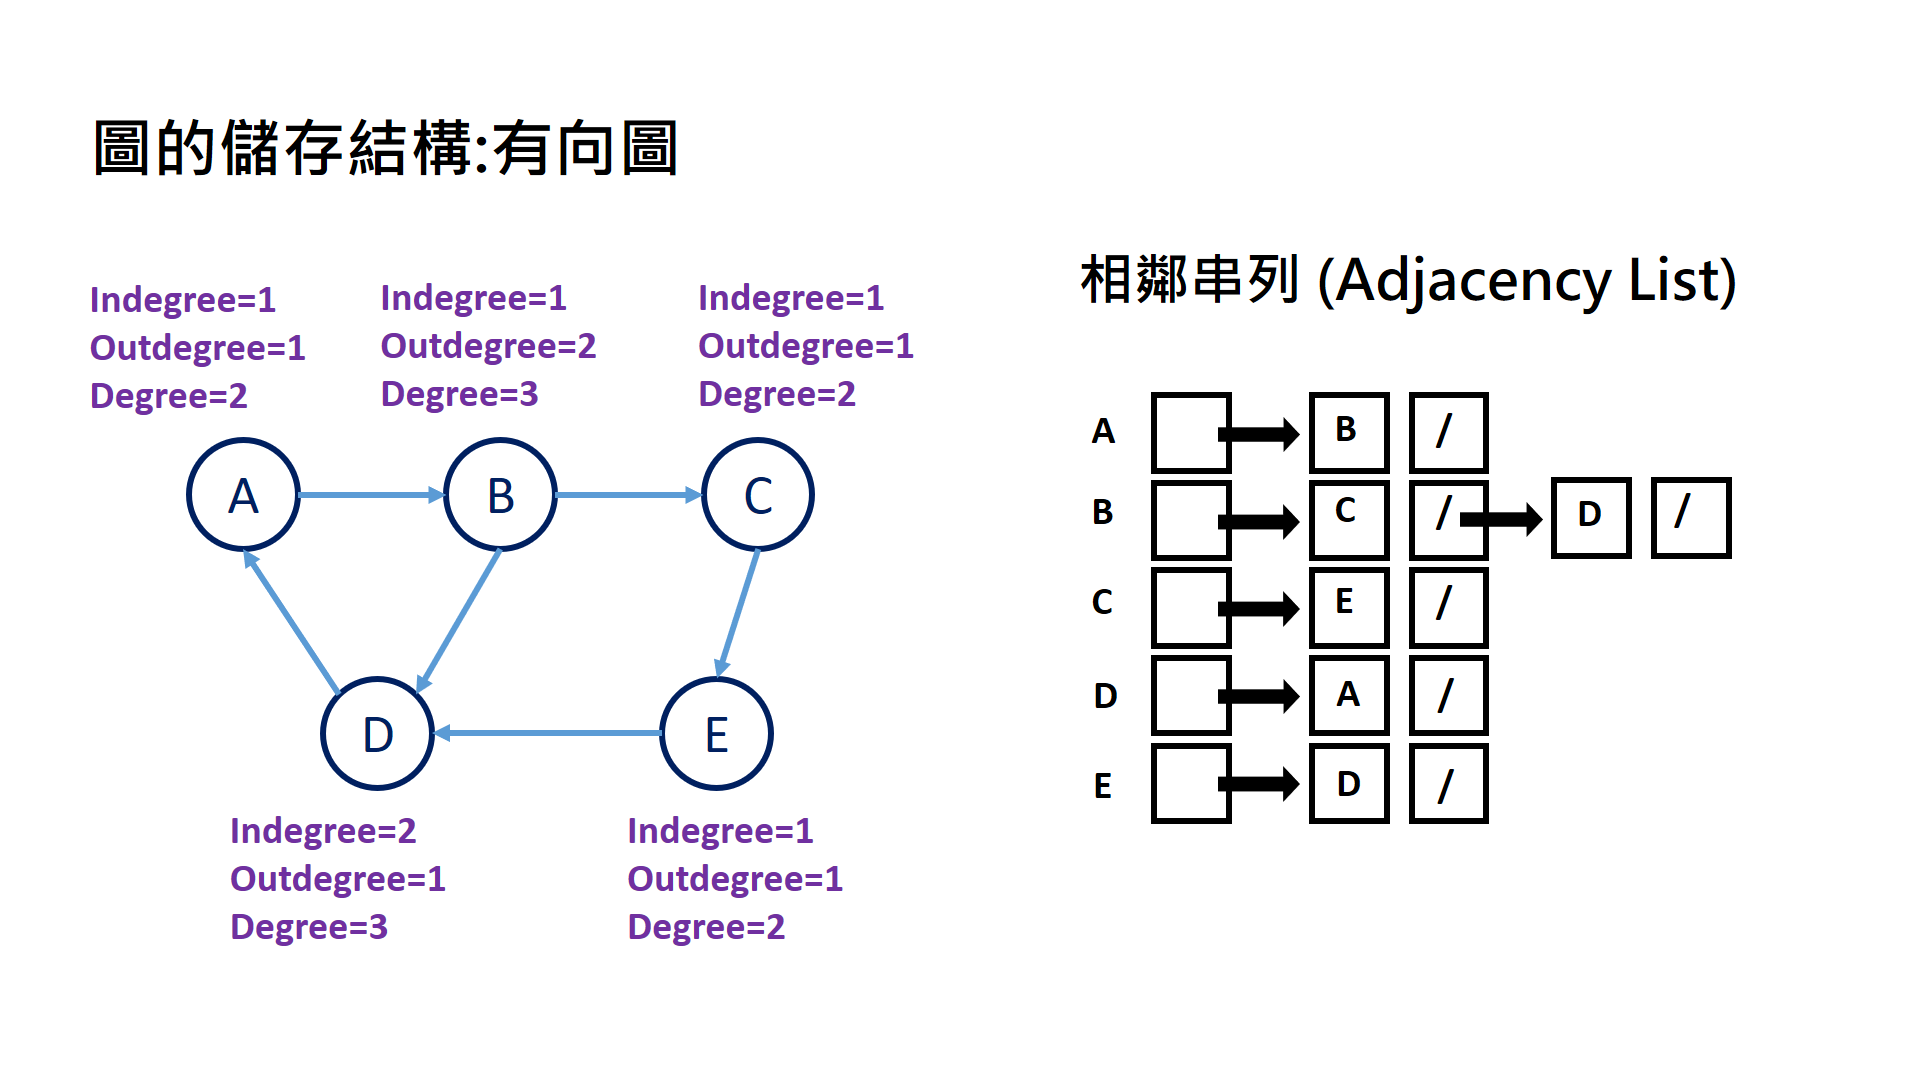 圖的儲存結構:有向圖
相鄰串列 (Adjacency List)
Indegree=1
Outdegree=1
Degree=2
Indegree=1
Outdegree=2
Degree=3
Indegree=1
Outdegree=1
Degree=2
A
B
C
D
E
Indegree=2
Outdegree=1
Degree=3
Indegree=1
Outdegree=1
Degree=2
A B /
B C / D /
C E /
D A /
E D /